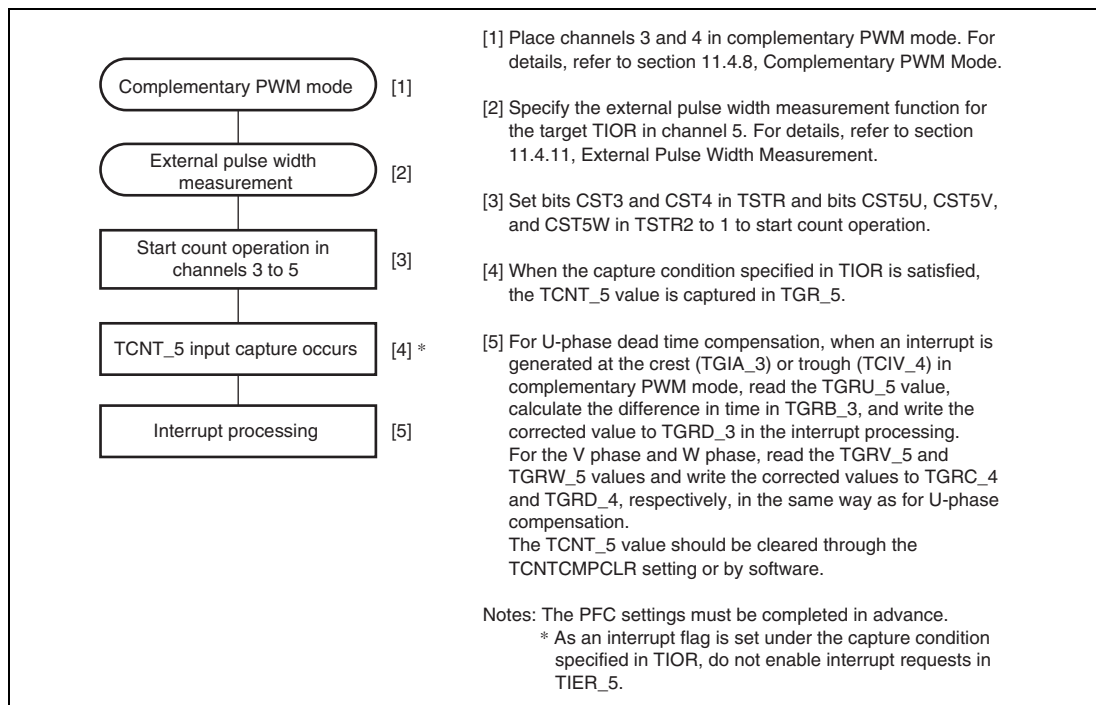 Complementary PWM mode [1]
External pulse width
measurement [2]
Start count operation in
channels 3 to 5 [3]
TCNT_5 input capture occurs [4] *
Interrupt processing [5]
[1] Place channels 3 and 4 in complementary PWM mode. For
details, refer to section 11.4.8, Complementary PWM Mode.
[2] Specify the external pulse width measurement function for
the target TIOR in channel 5. For details, refer to section
11.4.11, External Pulse Width Measurement.
[3] Set bits CST3 and CST4 in TSTR and bits CST5U, CST5V,
and CST5W in TSTR2 to 1 to start count operation.
[4] When the capture condition specified in TIOR is satisfied,
the TCNT_5 value is captured in TGR_5.
[5] For U-phase dead time compensation, when an interrupt is
generated at the crest (TGIA_3) or trough (TCIV_4) in
complementary PWM mode, read the TGRU_5 value,
calculate the difference in time in TGRB_3, and write the
corrected value to TGRD_3 in the interrupt processing.
For the V phase and W phase, read the TGRV_5 and
TGRW_5 values and write the corrected values to TGRC_4
and TGRD_4, respectively, in the same way as for U-phase
compensation.
The TCNT_5 value should be cleared through the
TCNTCMPCLR setting or by software.
Notes: The PFC settings must be completed in advance.
* As an interrupt flag is set under the capture condition
specified in TIOR, do not enable interrupt requests in
TIER_5.